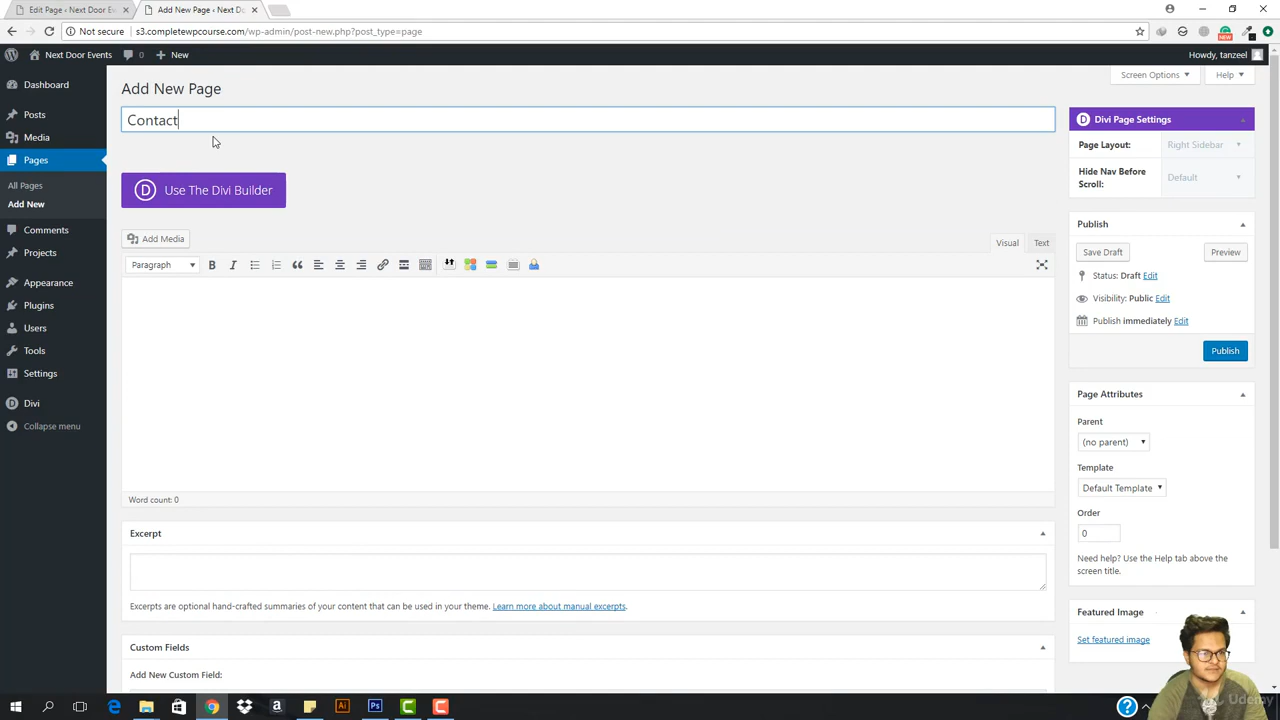 Edit Page ‹ Next Door Eve
Add New Page ‹ Next Do
Not secure
s3.completewpcourse.com/wp-admin/post-new.php?post_type=page
NEW
Next Door Events
0
New
Howdy, tanzeel
Screen Options
Help
Dashboard
Posts
Media
Pages
All Pages
Add New
Comments
Projects
Appearance
Plugins
Users
Tools
Settings
Divi
Collapse menu
Add New Page
Contact
D Use The Divi Builder
Add Media
Visual
Text
Paragraph
B
I
Word count: 0
Excerpt
Excerpts are optional hand-crafted summaries of your content that can be used in your theme. Learn more about manual excerpts.
Custom Fields
Add New Custom Field:
D Divi Page Settings
Page Layout:
Right Sidebar
Hide Nav Before
Scroll:
Default
Publish
Save Draft
Preview
Status: Draft Edit
Visibility: Public Edit
Publish immediately Edit
Publish
Page Attributes
Parent
(no parent)
Template
Default Template
Order
0
Need help? Use the Help tab above the
screen title.
Featured Image
Set featured image
Ai
Ps
Udemy